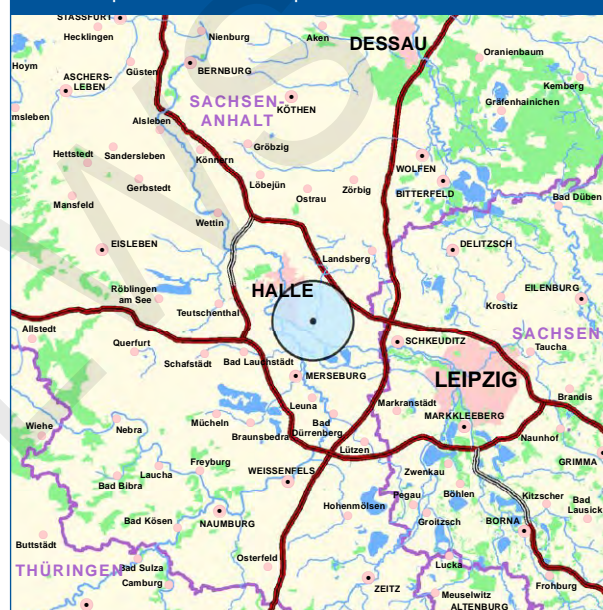 STASSFURT
Hecklingen
Nienburg
Aken
DESSAU
Oranienbaum
Hoym
Güsten
BERNBURG
Kemberg
ASCHERS-
LEBEN
SACHSEN-
ANHALT
KÖTHEN
Gräfenhainichen
msleben
Alsleben
Hettstedt
Sandersleben
Könnern
Gröbzig
WOLFEN
Gerbstedt
Löbejün
Zörbig
BITTERFELD
Mansfeld
Ostrau
Bad Düben
Wettin
EISLEBEN
DELITZSCH
Landsberg
Röblingen
am See
HALLE
EILENBURG
Teutschenthal
Krostiz
Allstedt
SACHSEN
Querfurt
SCHKEUDITZ
Taucha
Schafstädt
Bad Lauchstädt
MERSEBURG
LEIPZIG
Leuna
Markranstädt
Brandis
Wiehe
Nebra
Mücheln
Bad
Dürrenberg
MARKKLEEBERG
Braunsbedra
Naunhof
Lützen
Laucha
Freyburg
WEISSENFELS
Zwenkau
GRIMMA
Bad Bibra
Pegau
Böhlen
Kitzscher
Bad
Lausick
Hohenmölsen
Bad Kösen
NAUMBURG
Groitzsch
BORNA
Buttstädt
THÜRINGEN
Bad Sulza
Osterfeld
Lucka
Camburg
ZEITZ
Frohburg
Meuselwitz
ALTENBURG